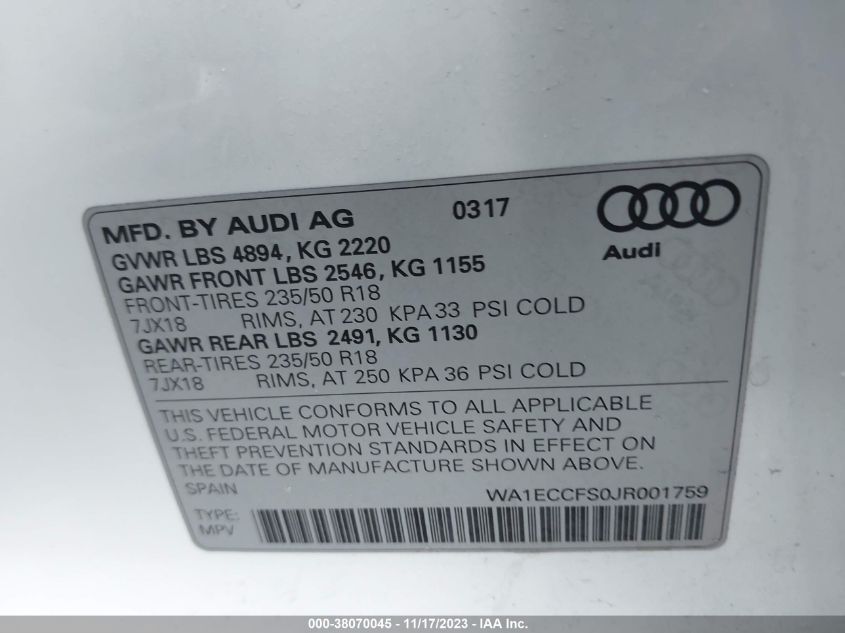 MFD. BY AUDI AG 0317
Audi
GVWR LBS 4894, KG 2220
GAWR FRONT LBS 2546, KG 1155
FRONT-TIRES 235/50 R18
7JX18 RIMS, AT 230 KPA 33 PSI COLD
GAWR REAR LBS 2491, KG 1130
REAR-TIRES 235/50 R18
7JX18 RIMS, AT 250 KPA 36 PSI COLD
THIS VEHICLE CONFORMS TO ALL APPLICABLE
U.S. FEDERAL MOTOR VEHICLE SAFETY AND
THEFT PREVENTION STANDARDS IN EFFECT ON
THE DATE OF MANUFACTURE SHOWN ABOVE.
SPAIN WA1ECCFS0JR001759
TYPE:
MPV
000-38070045 - 11/17/2023 - IAA Inc.